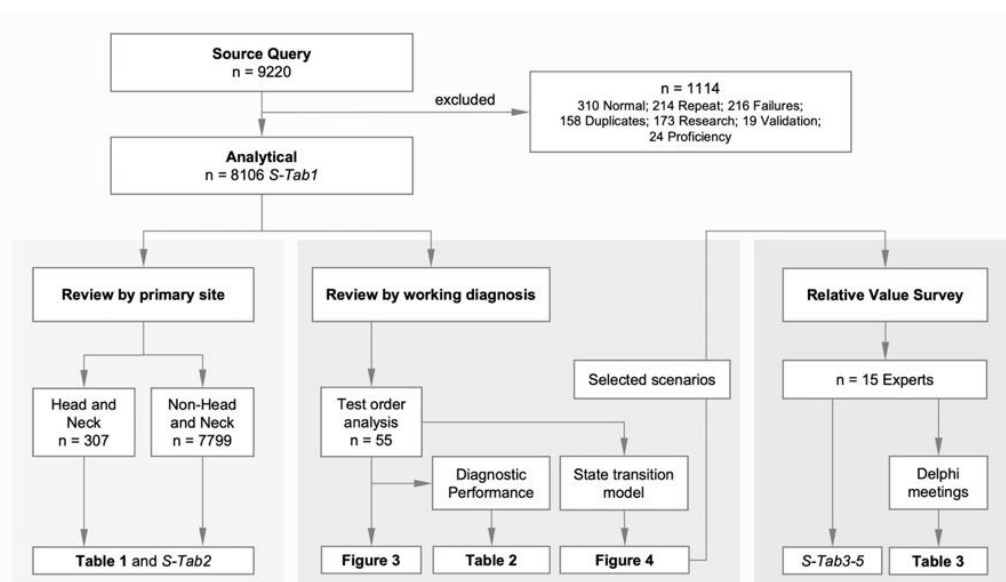 Source Query
n = 9220
excluded
n = 1114
310 Normal; 214 Repeat; 216 Failures;
158 Duplicates; 173 Research; 19 Validation;
24 Proficiency
Analytical
n = 8106 S-Tab1
Review by primary site
Head and
Neck
n = 307
Non-Head
and Neck
n = 7799
Table 1 and S-Tab2
Review by working diagnosis
Test order
analysis
n = 55
Diagnostic
Performance
State transition
model
Selected scenarios
Figure 3
Table 2
Figure 4
Relative Value Survey
n = 15 Experts
Delphi
meetings
S-Tab3-5
Table 3